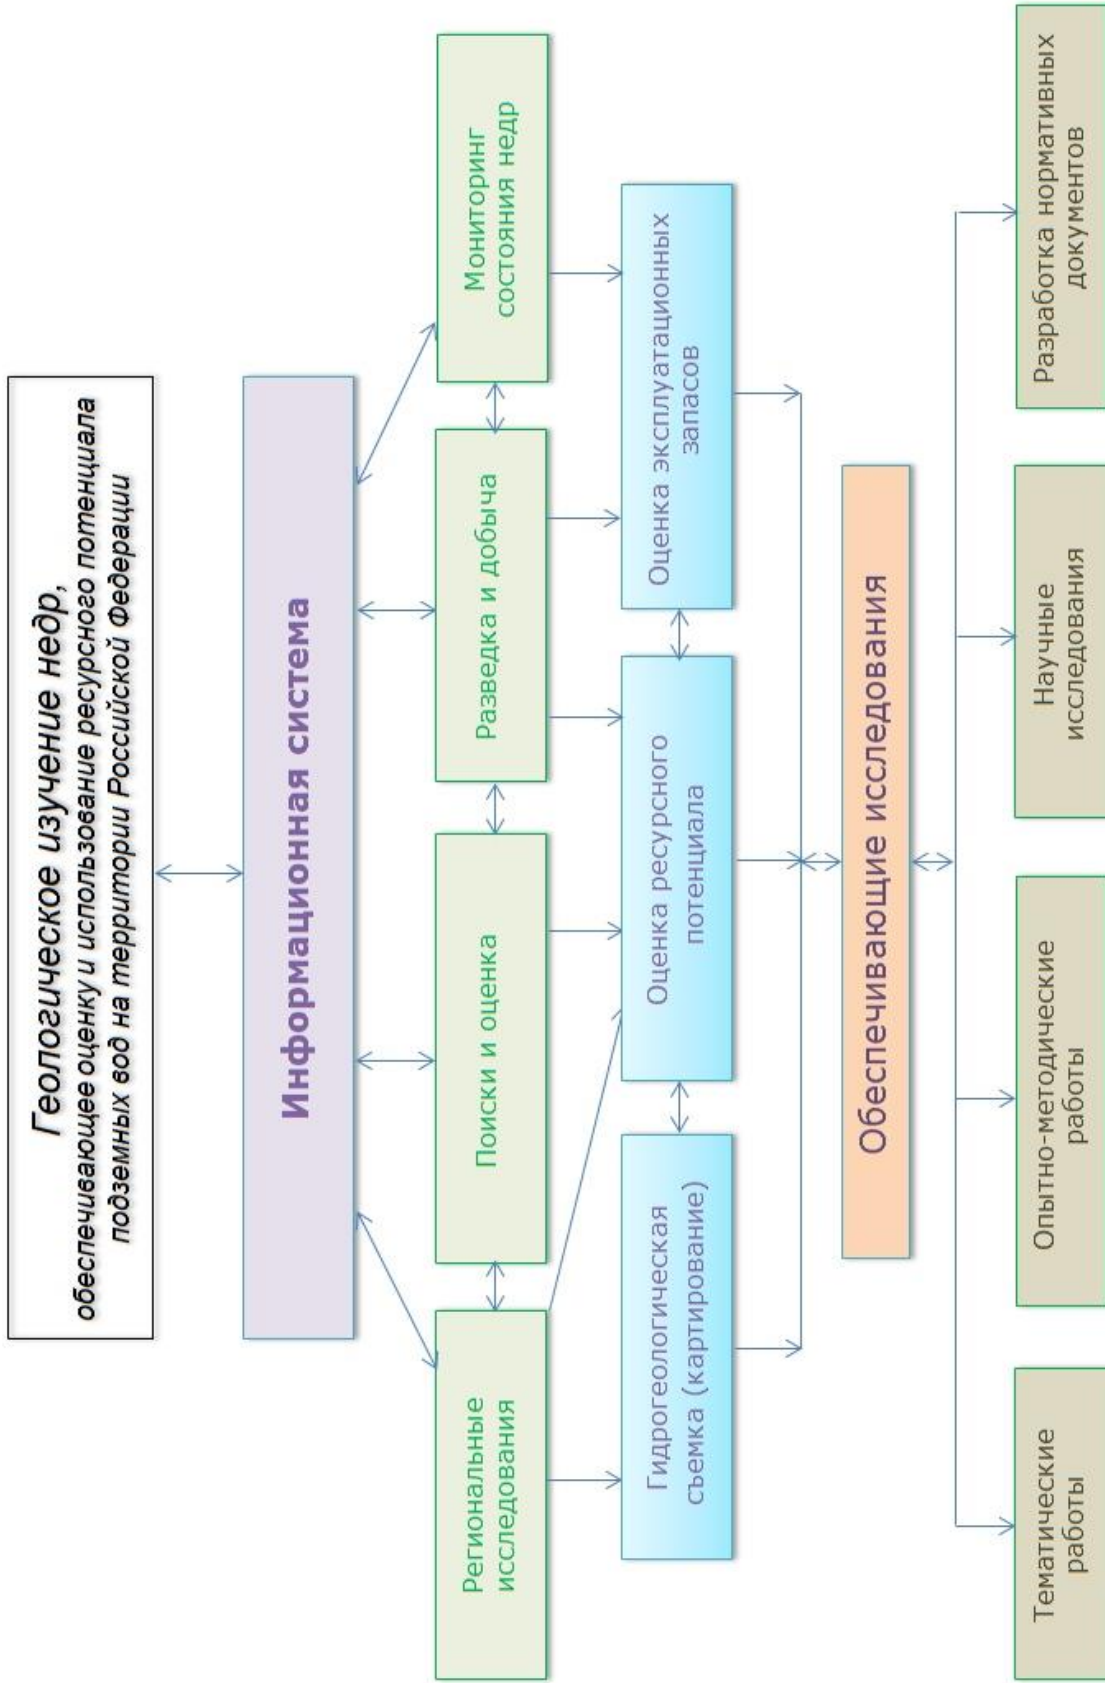 Геологическое изучение недр,
обеспечивающее оценку и использование ресурсного потенциала
подземных вод на территории Российской Федерации
Информационная система
Региональные
исследования
Поиски и оценка
Разведка и добыча
Мониторинг
состояния недр
Гидрогеологическая
съемка (картирование)
Оценка ресурсного
потенциала
Оценка эксплуатационных
запасов
Обеспечивающие исследования
Тематические
работы
Опытно-методические
работы
Научные
исследования
Разработка нормативных
документов